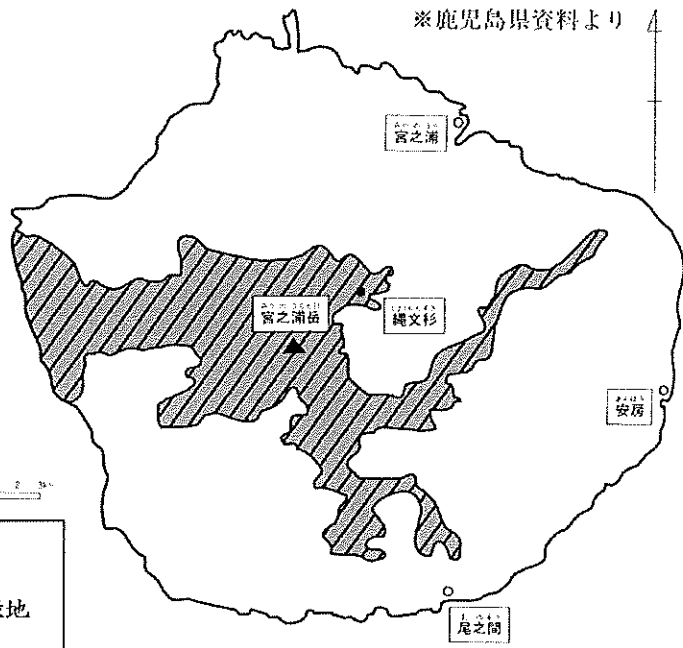 ※鹿児島県資料より
宮之浦
宮之浦岳
縄文杉
安房
尾之間
地